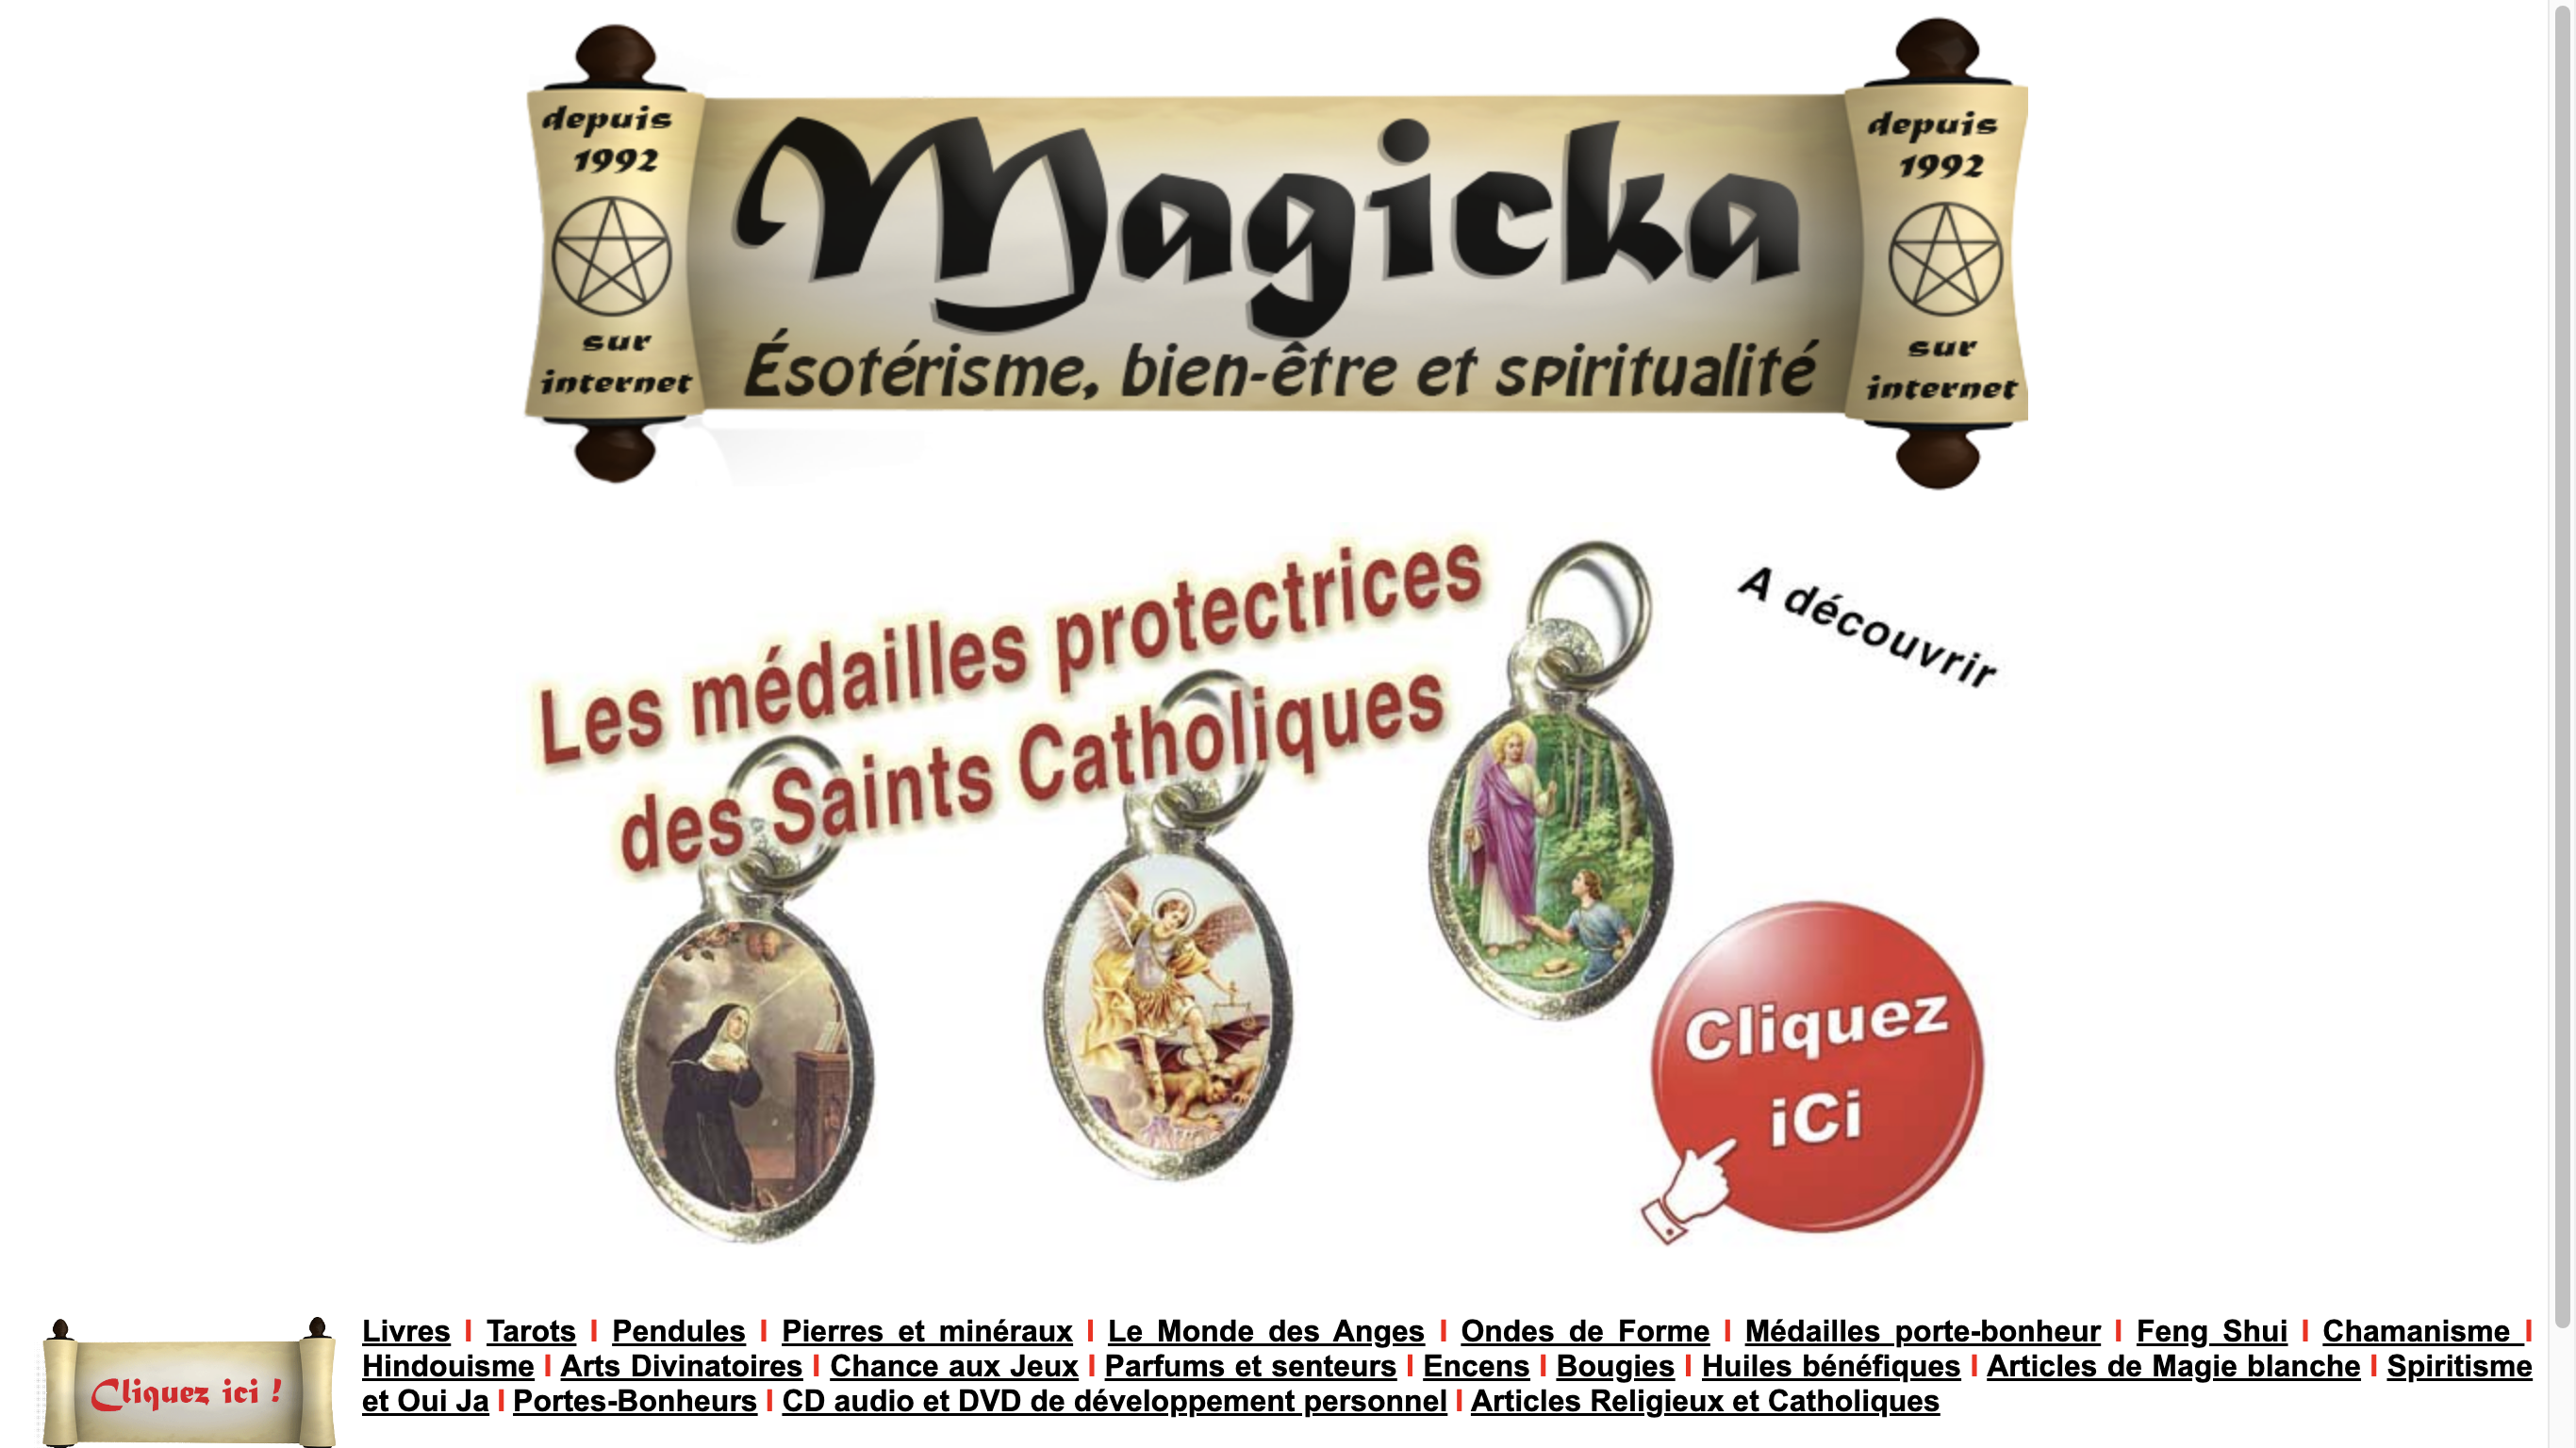 depuis
1992
sur
internet
Magicka
Ésotérisme, bien-être et spiritualité
depuis
1992
sur
internet
Les médailles protectrices
des Saints Catholiques
A découvrir
Cliquez
iCi
Cliquez ici !
Livres I Tarots I Pendules I Pierres et minéraux I Le Monde des Anges I Ondes de Forme I Médailles porte-bonheur I Feng Shui I Chamanisme I
Hindouisme I Arts Divinatoires I Chance aux Jeux I Parfums et senteurs I Encens I Bougies I Huiles bénéfiques I Articles de Magie blanche I Spiritisme
et Oui Ja I Portes-Bonheurs I CD audio et DVD de développement personnel I Articles Religieux et Catholiques